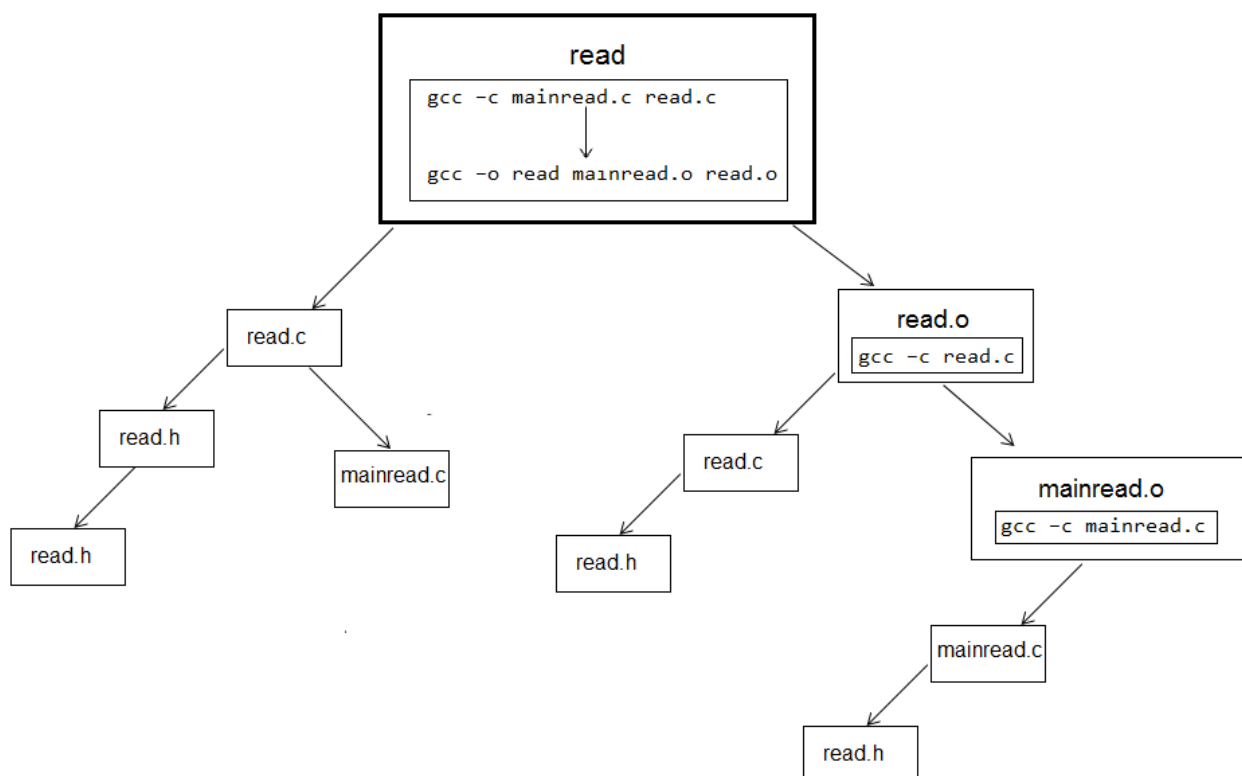 read
gcc –c mainread.c read.c
gcc –o read mainread.o read.o
read.c
read.o
gcc –c read.c
read.h
mainread.c
read.c
mainread.o
gcc –c mainread.c
read.h
read.h
mainread.c
read.h